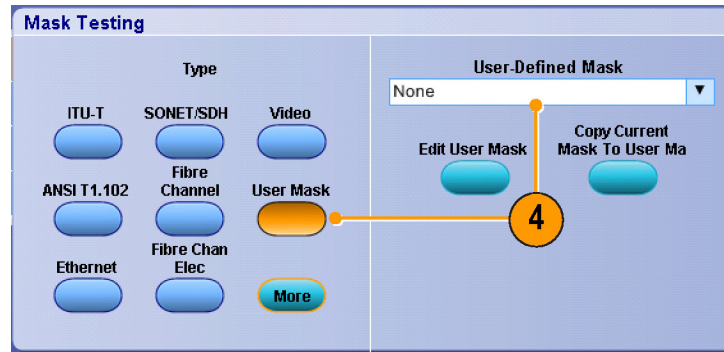 Mask Testing
Type
ITU-T
SONET/SDH
Video
ANSI T1.102
Fibre
Channel
User Mask
Ethernet
Fibre Chan
Elec
More
User-Defined Mask
None
Edit User Mask
Copy Current
Mask To User Ma
4